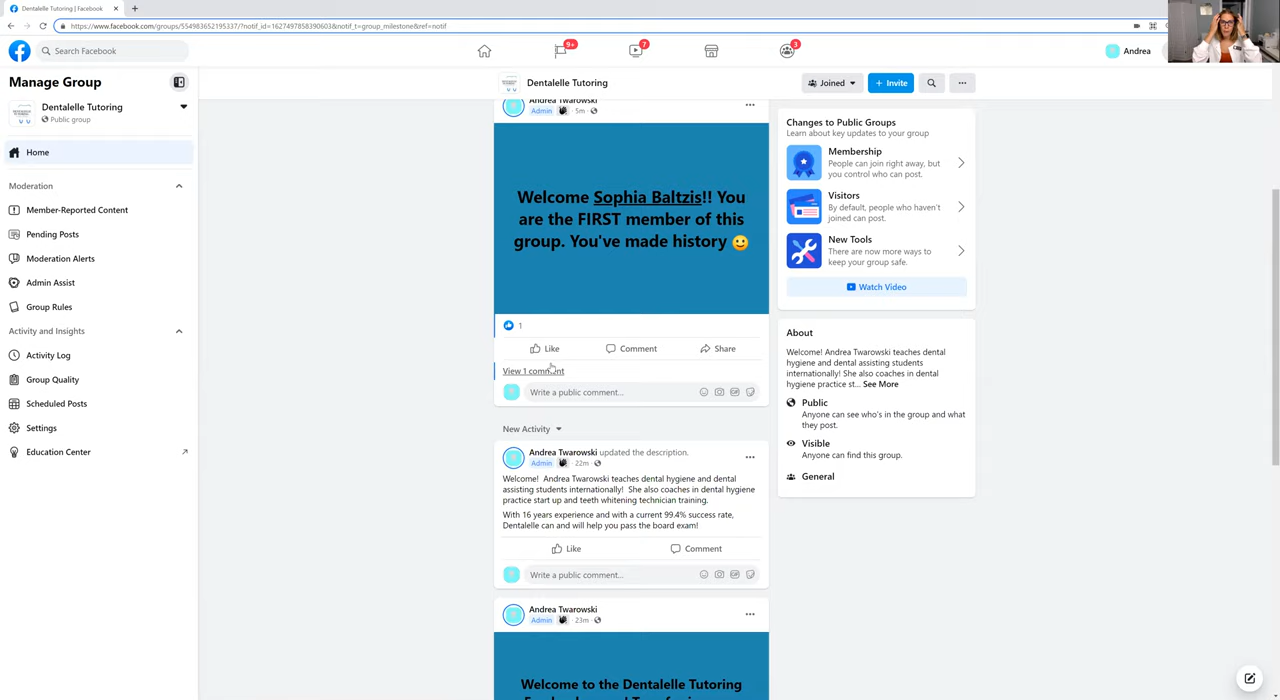 Dentalelle Tutoring | Facebook
https://www.facebook.com/groups/554983652195337/?notif_id=1627497858390603&notif_t=group_milestone&ref=notif
Search Facebook
9+
7
3
Andrea
Manage Group
Dentalelle Tutoring
Public group
Home
Moderation
Member-Reported Content
Pending Posts
Moderation Alerts
Admin Assist
Group Rules
Activity and Insights
Activity Log
Group Quality
Scheduled Posts
Settings
Education Center
Dentalelle Tutoring
Joined
+ Invite
Andrea Twarowski
Admin
5m
Welcome Sophia Baltzis!! You
are the FIRST member of this
group. You've made history 🙂
1
Like
Comment
Share
View 1 comment
Write a public comment...
New Activity
Andrea Twarowski updated the description.
Admin
22m
Welcome! Andrea Twarowski teaches dental hygiene and dental
assisting students internationally! She also coaches in dental hygiene
practice start up and teeth whitening technician training.
With 16 years experience and with a current 99.4% success rate,
Dentalelle can and will help you pass the board exam!
Like
Comment
Write a public comment...
Andrea Twarowski
Admin
23m
Welcome to the Dentalelle Tutoring
Changes to Public Groups
Learn about key updates to your group
Membership
People can join right away, but
you control who can post.
Visitors
By default, people who haven't
joined can post.
New Tools
There are now more ways to
keep your group safe.
Watch Video
About
Welcome! Andrea Twarowski teaches dental
hygiene and dental assisting students
internationally! She also coaches in dental
hygiene practice st... See More
Public
Anyone can see who's in the group and what
they post.
Visible
Anyone can find this group.
General